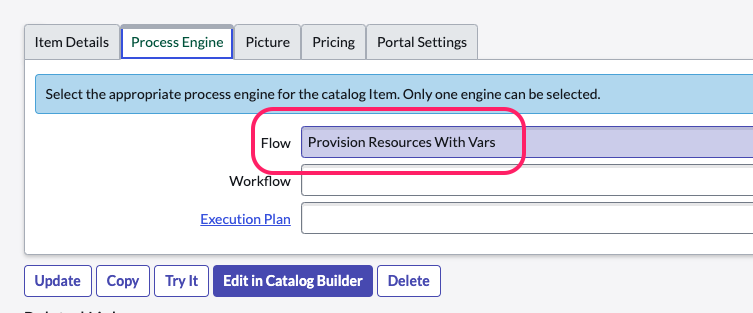 Item Details Process Engine Picture Pricing Portal Settings
Select the appropriate process engine for the catalog Item. Only one engine can be selected.
Flow Provision Resources With Vars
Workflow
Execution Plan
Update Copy Try It Edit in Catalog Builder Delete